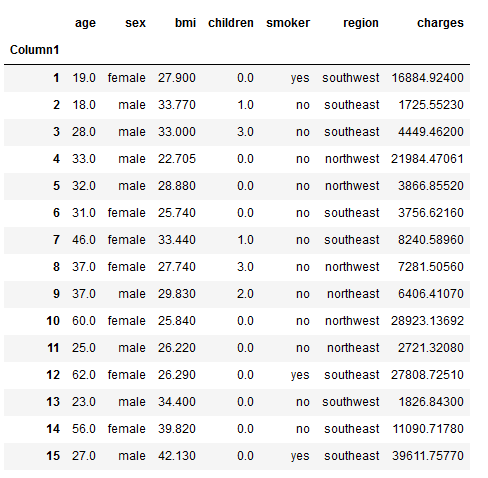 age sex bmi children smoker region charges
Column1
1 19.0 female 27.900 0.0 yes southwest 16884.92400
2 18.0 male 33.770 1.0 no southeast 1725.55230
3 28.0 male 33.000 3.0 no southeast 4449.46200
4 33.0 male 22.705 0.0 no northwest 21984.47061
5 32.0 male 28.880 0.0 no northwest 3866.85520
6 31.0 female 25.740 0.0 no southeast 3756.62160
7 46.0 female 33.440 1.0 no southeast 8240.58960
8 37.0 female 27.740 3.0 no northwest 7281.50560
9 37.0 male 29.830 2.0 no northeast 6406.41070
10 60.0 female 25.840 0.0 no northwest 28923.13692
11 25.0 male 26.220 0.0 no northeast 2721.32080
12 62.0 female 26.290 0.0 yes southeast 27808.72510
13 23.0 male 34.400 0.0 no southwest 1826.84300
14 56.0 female 39.820 0.0 no southeast 11090.71780
15 27.0 male 42.130 0.0 yes southeast 39611.75770